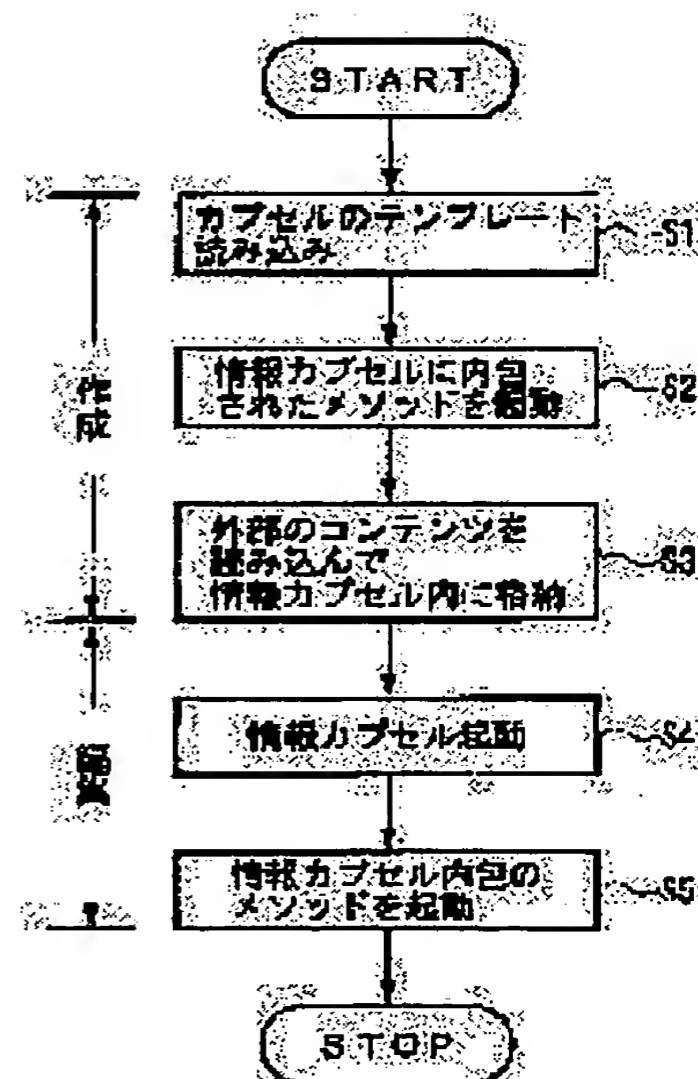 START
カプセルのテンプレート
読み込み
S1
情報カプセルに内包
されたメソッドを起動
S2
作成
外部のコンテンツを
読み込んで
情報カプセル内に格納
S3
情報カプセル起動
S4
情報カプセル内包の
メソッドを起動
S5
STOP